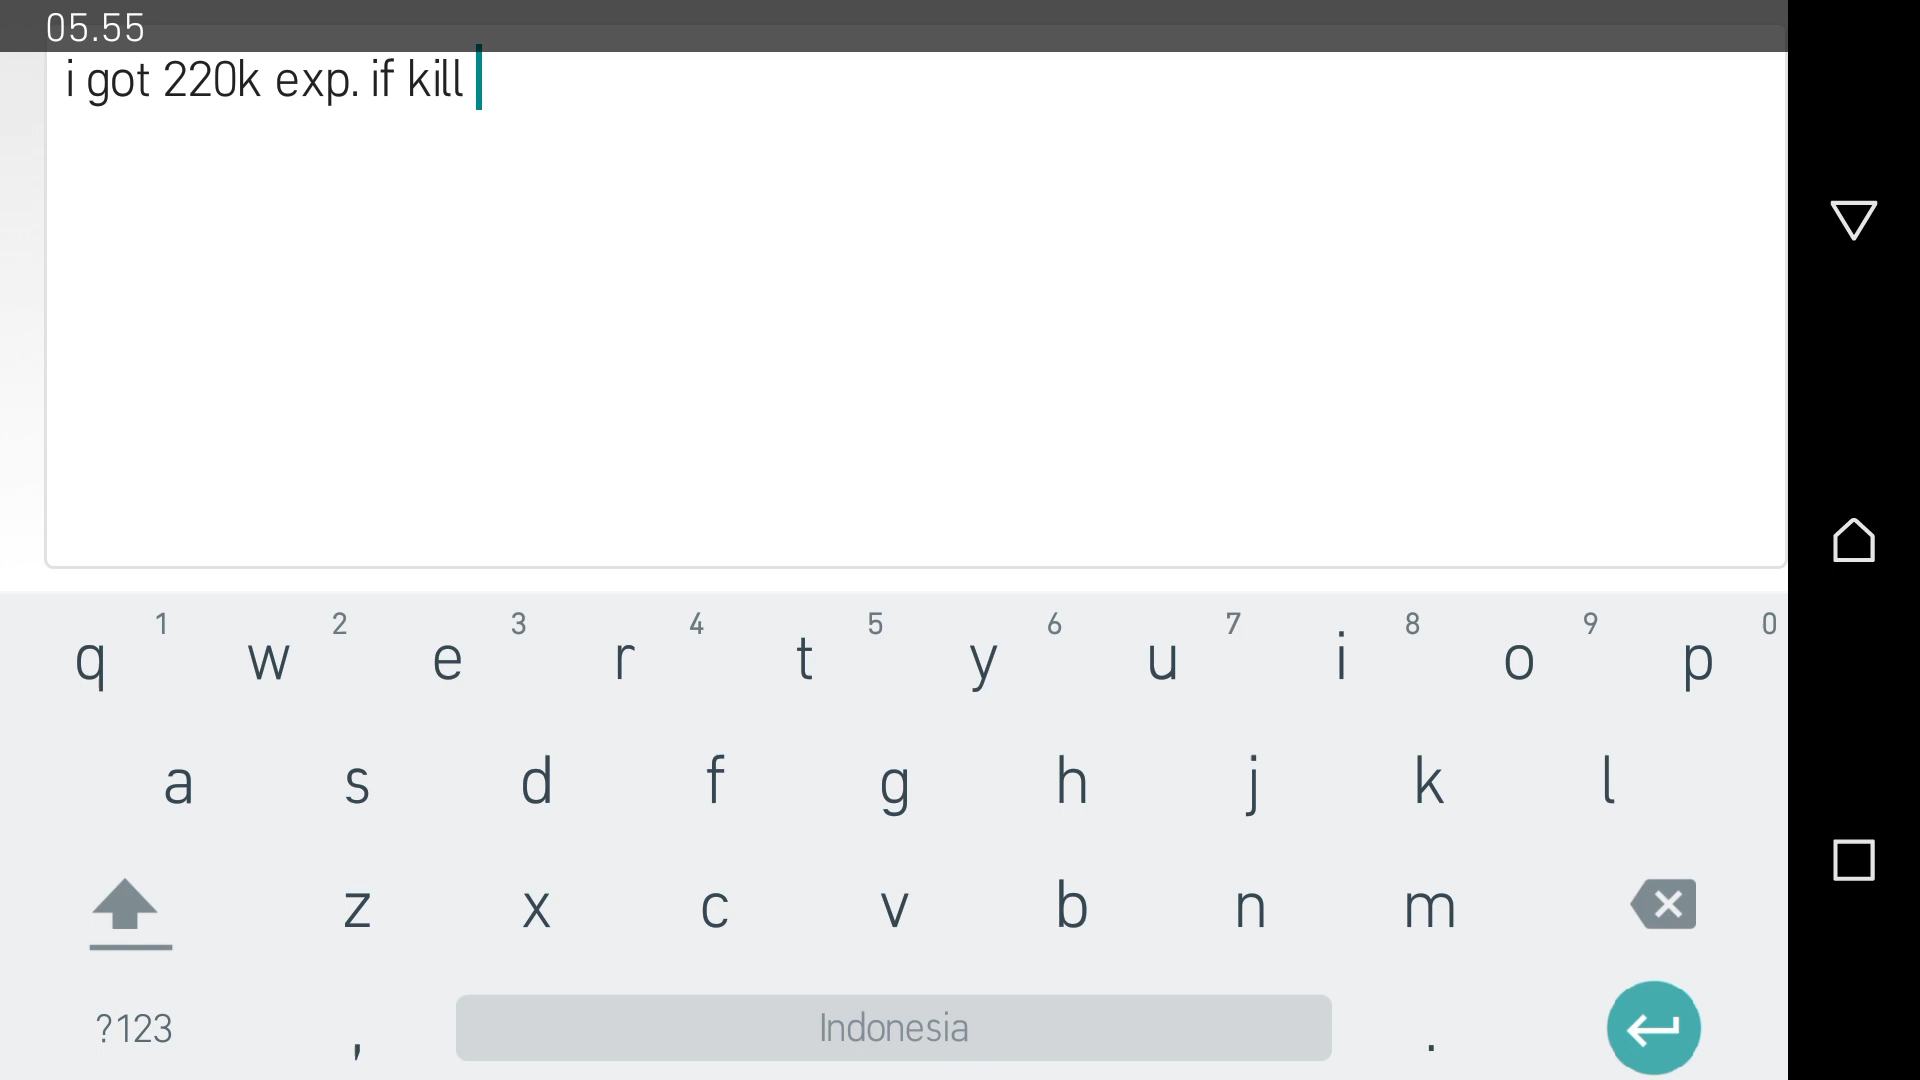 05.55
i got 220k exp. if kill
1 2 3 4 5 6 7 8 9 0
q w e r t y u i o p
a s d f g h j k l
z x c v b n m
?123 , Indonesia .